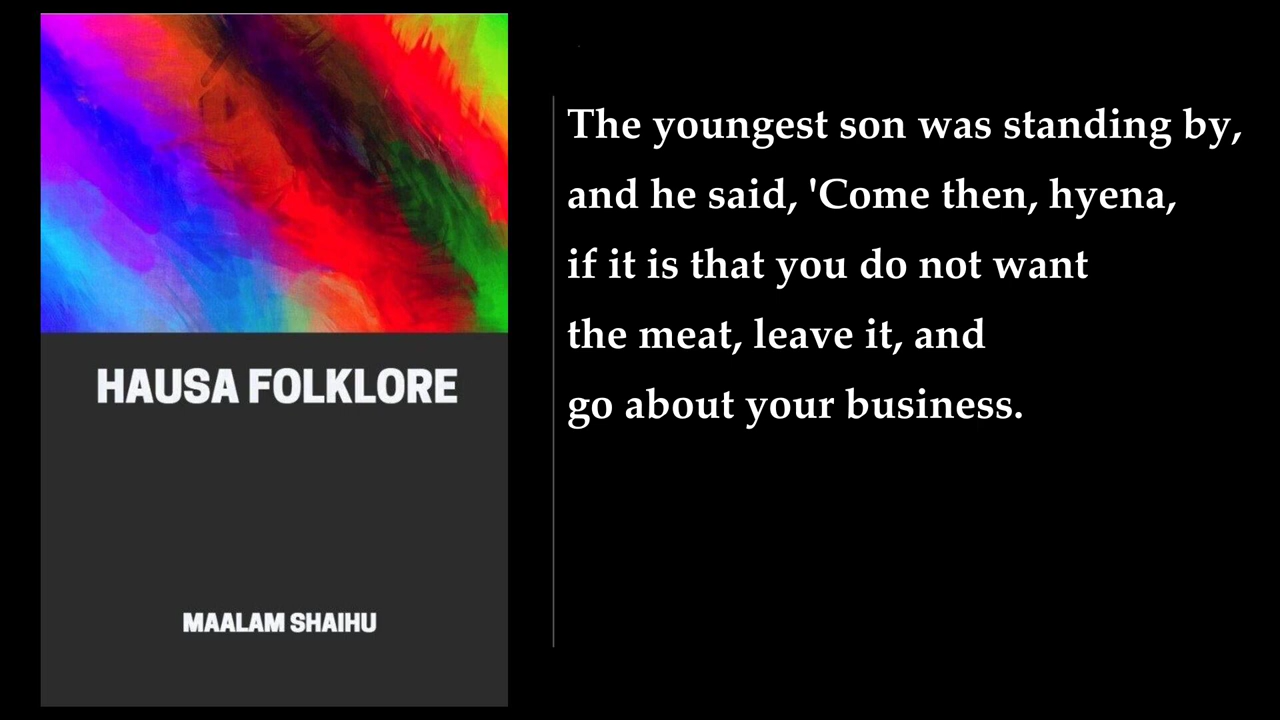 HAUSA FOLKLORE
MAALAM SHAIHU
The youngest son was standing by,
and he said, 'Come then, hyena,
if it is that you do not want
the meat, leave it, and
go about your business.